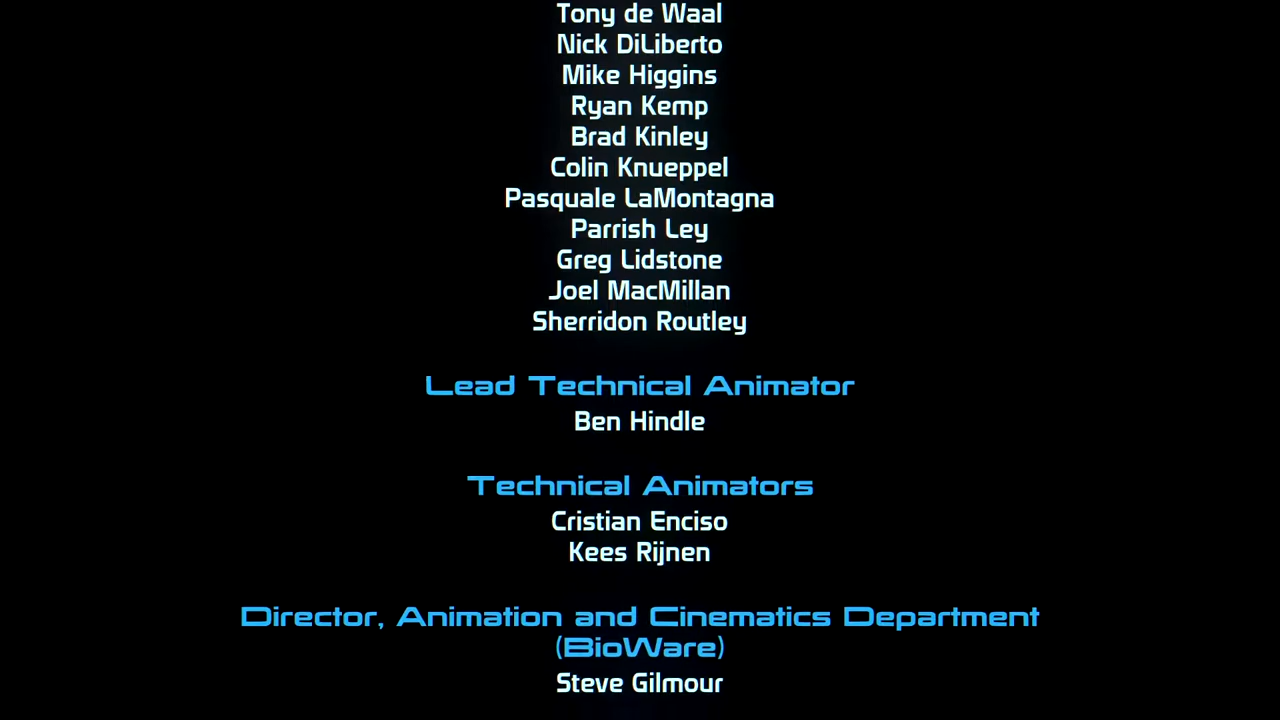 Tony de Waal
Nick DiLiberto
Mike Higgins
Ryan Kemp
Brad Kinley
Colin Knueppel
Pasquale LaMontagna
Parrish Ley
Greg Lidstone
Joel MacMillan
Sherridon Routley
Lead Technical Animator
Ben Hindle
Technical Animators
Cristian Enciso
Kees Rijnen
Director, Animation and Cinematics Department
(BioWare)
Steve Gilmour